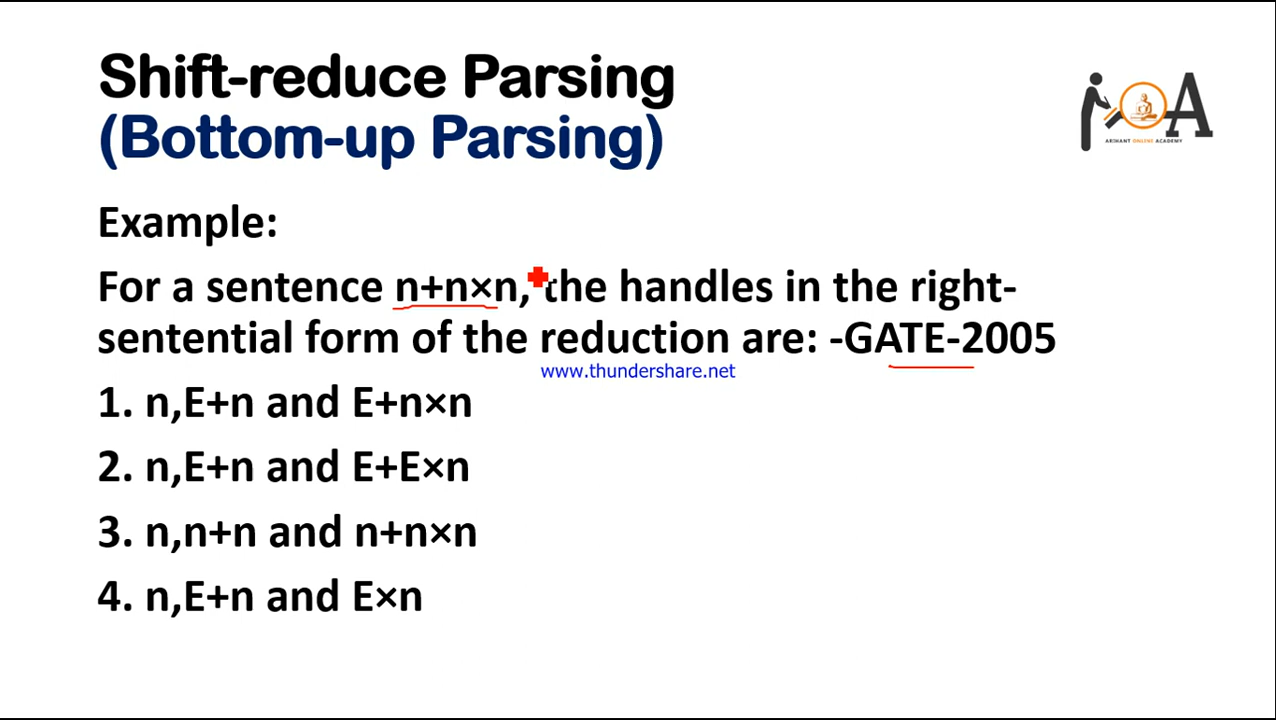 Shift-reduce Parsing
(Bottom-up Parsing)
A
ARIHANT ONLINE ACADEMY
Example:
For a sentence n+n×n, the handles in the right-
sentential form of the reduction are: -GATE-2005
www.thundershare.net
1. n,E+n and E+n×n
2. n,E+n and E+E×n
3. n,n+n and n+n×n
4. n,E+n and E×n